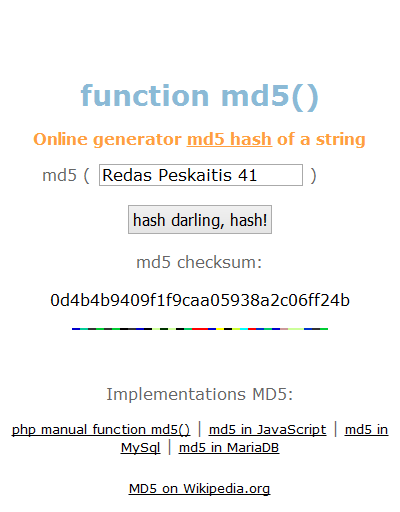 function md5()
Online generator md5 hash of a string
md5 ( Redas Peskaitis 41 )
hash darling, hash!
md5 checksum:
0d4b4b9409f1f9caa05938a2c06ff24b
Implementations MD5:
php manual function md5() | md5 in JavaScript | md5 in
MySql | md5 in MariaDB
MD5 on Wikipedia.org